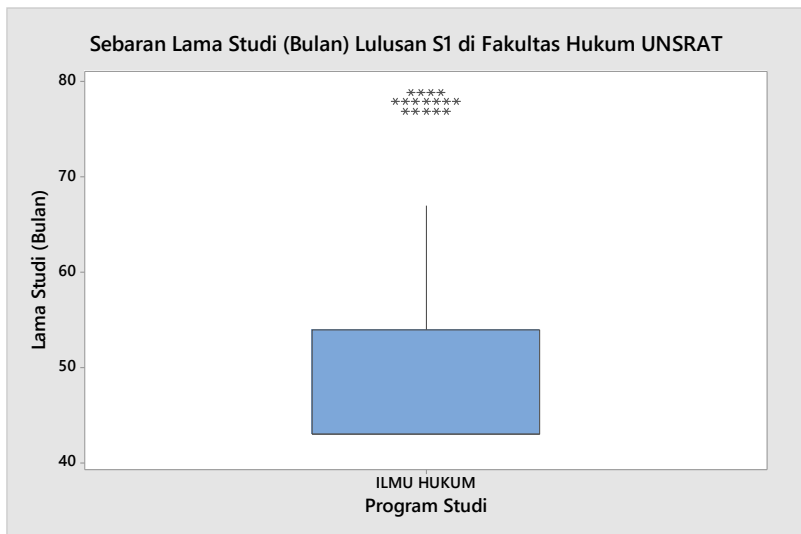 Sebaran Lama Studi (Bulan) Lulusan S1 di Fakultas Hukum UNSRAT
80
70
60
50
40
Lama Studi (Bulan)
ILMU HUKUM
Program Studi